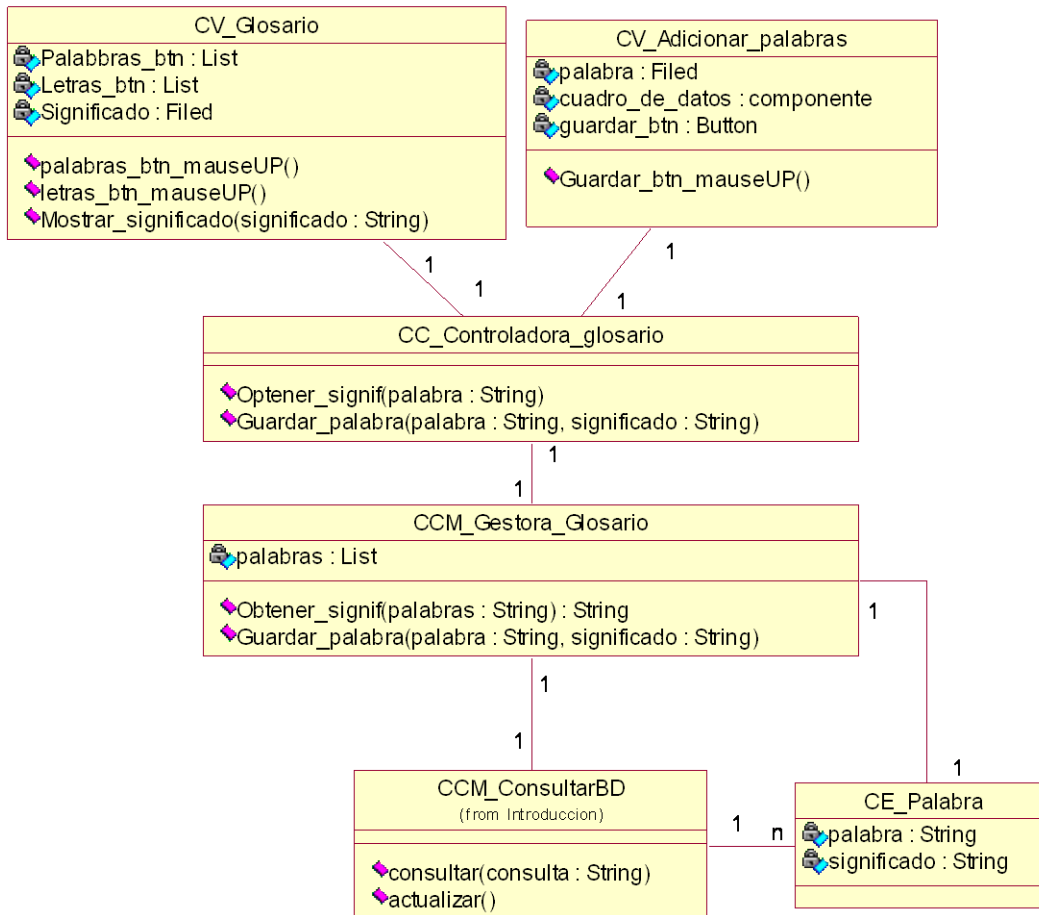 CV_Glosario
Palabbras_btn : List
Letras_btn : List
Significado : Filed
palabras_btn_mauseUP()
letras_btn_mauseUP()
Mostrar_significado(significado : String)
CV_Adicionar_palabras
palabra : Filed
cuadro_de_datos : componente
guardar_btn : Button
Guardar_btn_mauseUP()
1
1
1
1
CC_Controladora_glosario
Optener_signif(palabra : String)
Guardar_palabra(palabra : String, significado : String)
1
1
CCM_Gestora_Glosario
palabras : List
Obtener_signif(palabras : String) : String
Guardar_palabra(palabra : String, significado : String)
1
1
1
1
CCM_ConsultarBD
(from Introduccion)
consultar(consulta : String)
actualizar()
1
n
CE_Palabra
palabra : String
significado : String